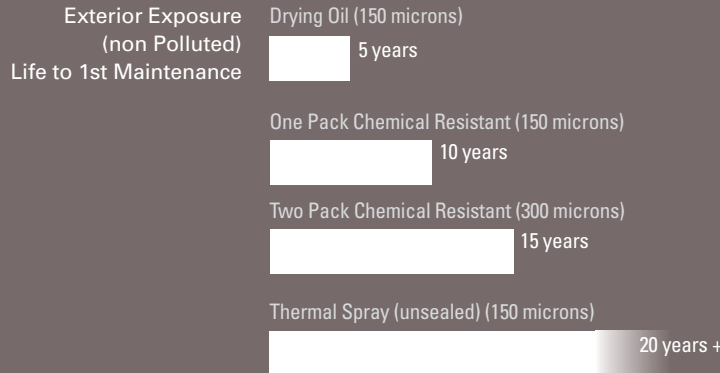 Exterior Exposure
(non Polluted)
Life to 1st Maintenance
Drying Oil (150 microns)
5 years
One Pack Chemical Resistant (150 microns)
10 years
Two Pack Chemical Resistant (300 microns)
15 years
Thermal Spray (unsealed) (150 microns)
20 years +